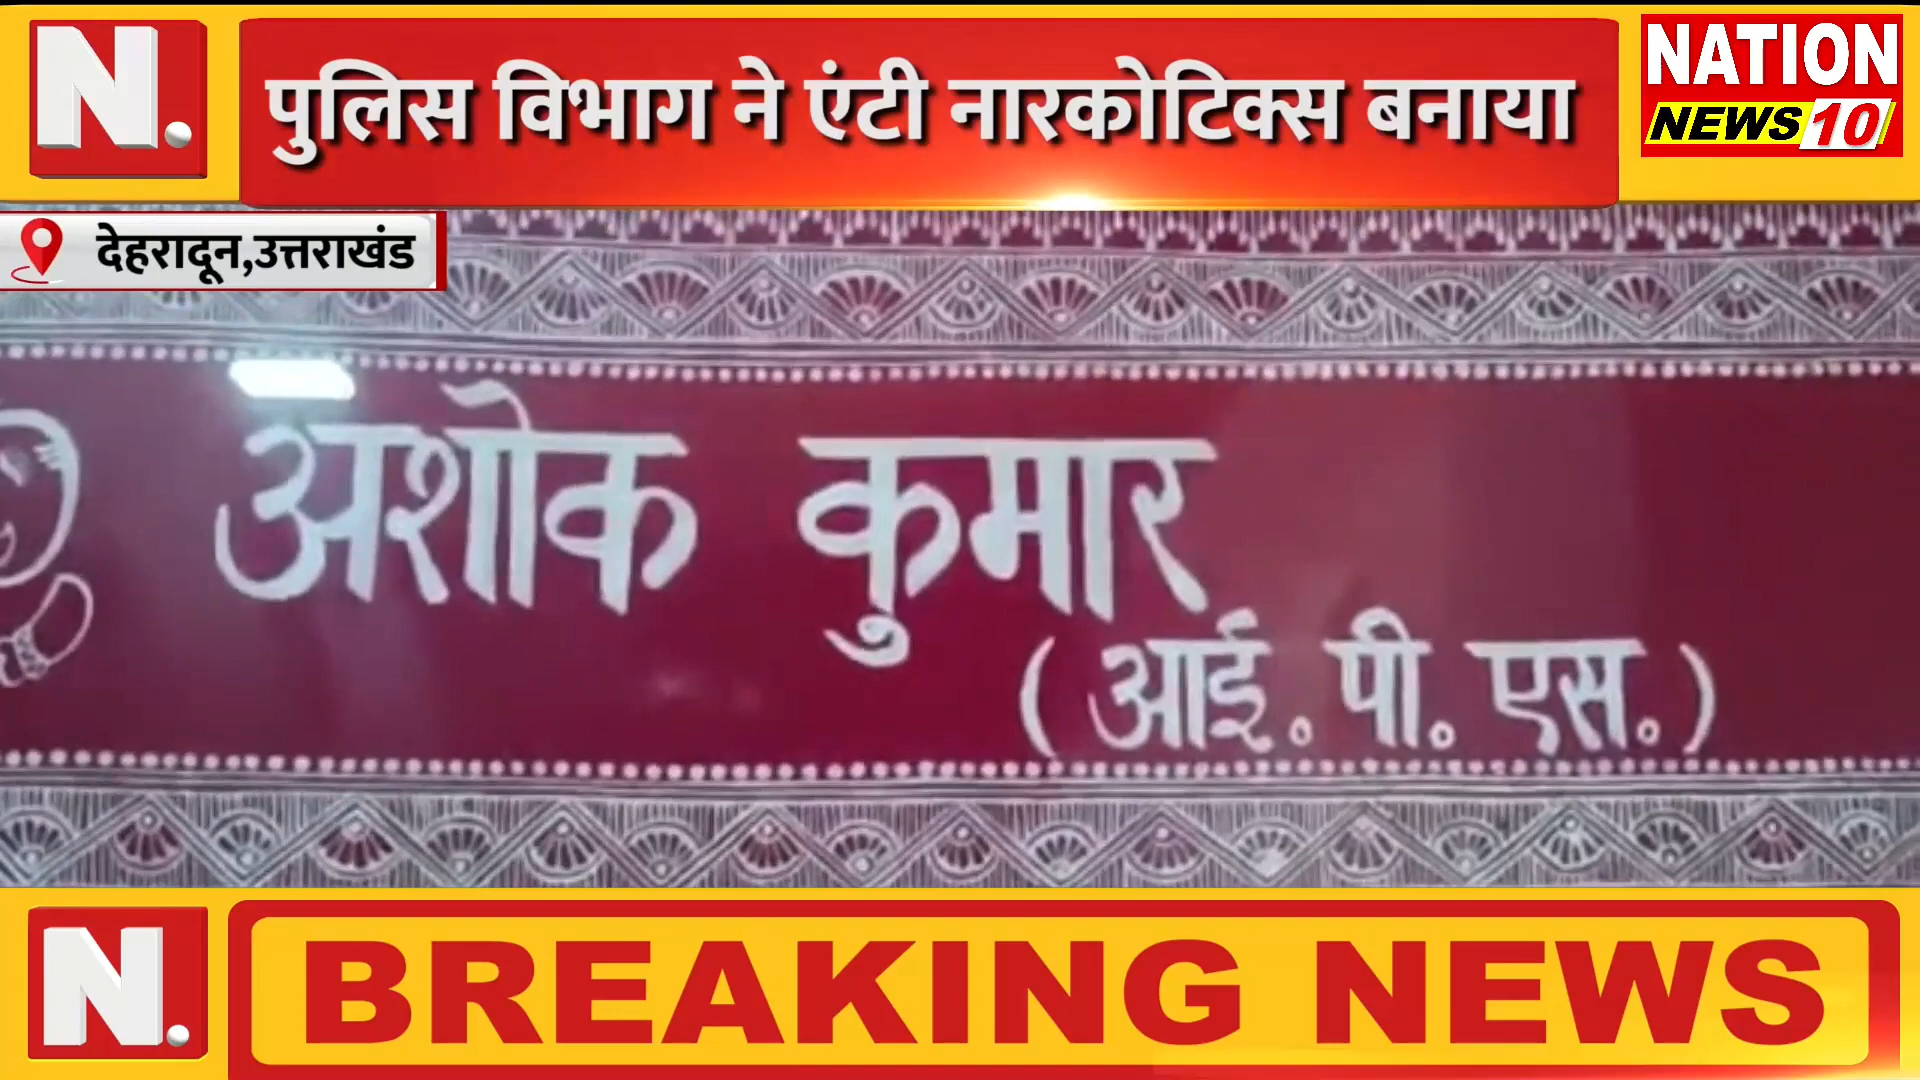 N.
पुलिस विभाग ने एंटी नारकोटिक्स बनाया
NATION
NEWS 10
देहरादून,उत्तराखंड
अशोक कुमार
(आई. पी. एस.)
N.
BREAKING NEWS